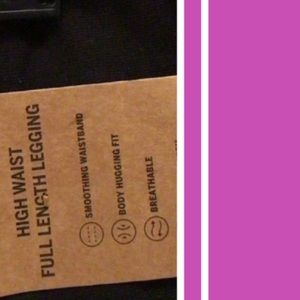 HIGH WAIST
FULL LENGTH LEGGING
SMOOTHING WAISTBAND
BODY HUGGING FIT
BREATHABLE